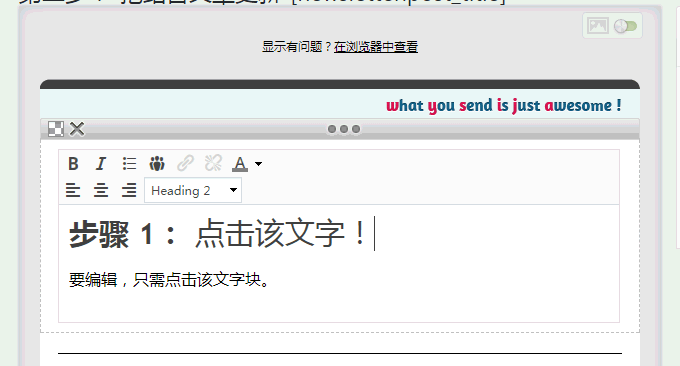 显示有问题？在浏览器中查看
what you send is just awesome !
B I A
Heading 2
步骤 1： 点击该文字！
要编辑，只需点击该文字块。